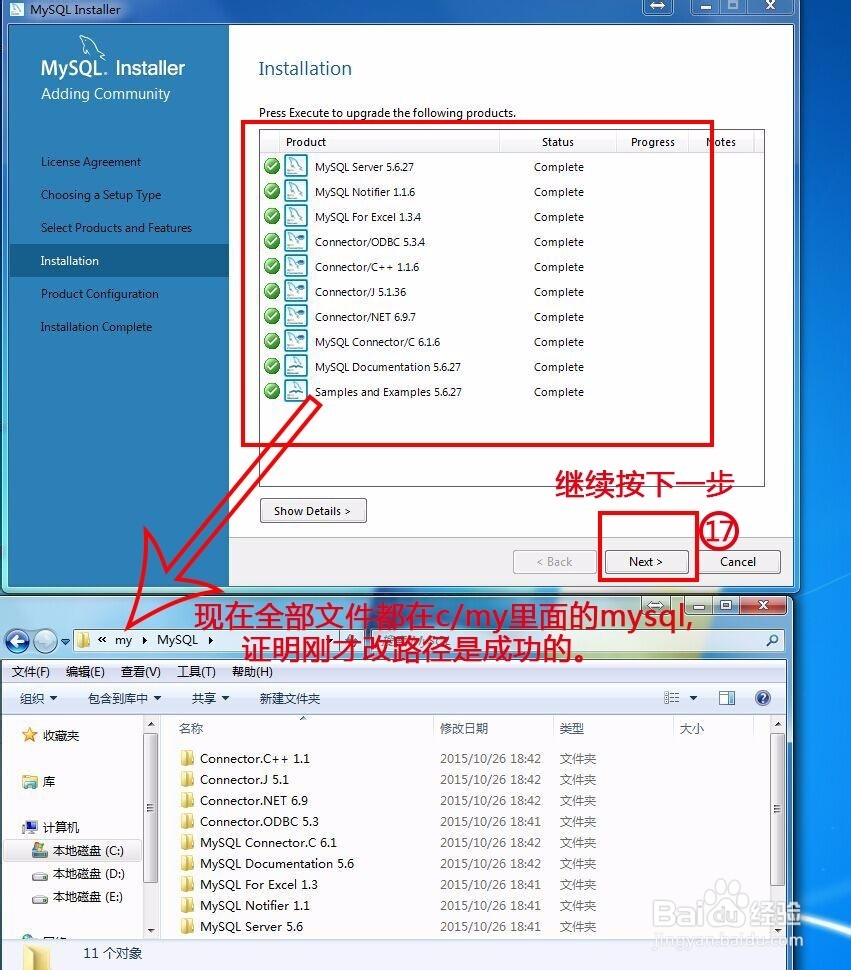 MySQL Installer
MySQL. Installer
Adding Community
License Agreement
Choosing a Setup Type
Select Products and Features
Installation
Product Configuration
Installation Complete
Installation
Press Execute to upgrade the following products.
Product Status Progress Notes
MySQL Server 5.6.27 Complete
MySQL Notifier 1.1.6 Complete
MySQL For Excel 1.3.4 Complete
Connector/ODBC 5.3.4 Complete
Connector/C++ 1.1.6 Complete
Connector/J 5.1.36 Complete
Connector/NET 6.9.7 Complete
MySQL Connector/C 6.1.6 Complete
MySQL Documentation 5.6.27 Complete
Samples and Examples 5.6.27 Complete
继续按下一步
Show Details >
⑰
< Back Next > Cancel
现在全部文件都在c/my里面的mysql,
证明刚才改路径是成功的。
« my MySQL
文件(F) 编辑(E) 查看(V) 工具(T) 帮助(H)
组织 包含到库中 共享 新建文件夹
收藏夹
库
计算机
本地磁盘 (C:)
本地磁盘 (D:)
本地磁盘 (E:)
名称 修改日期 类型 大小
Connector.C++ 1.1 2015/10/26 18:42 文件夹
Connector.J 5.1 2015/10/26 18:42 文件夹
Connector.NET 6.9 2015/10/26 18:42 文件夹
Connector.ODBC 5.3 2015/10/26 18:41 文件夹
MySQL Connector.C 6.1 2015/10/26 18:42 文件夹
MySQL Documentation 5.6 2015/10/26 18:42 文件夹
MySQL For Excel 1.3 2015/10/26 18:41 文件夹
MySQL Notifier 1.1 2015/10/26 18:41 文件夹
MySQL Server 5.6 2015/10/26 18:41 文件夹
11 个对象
Baidu 经验
jingyan.baidu.com